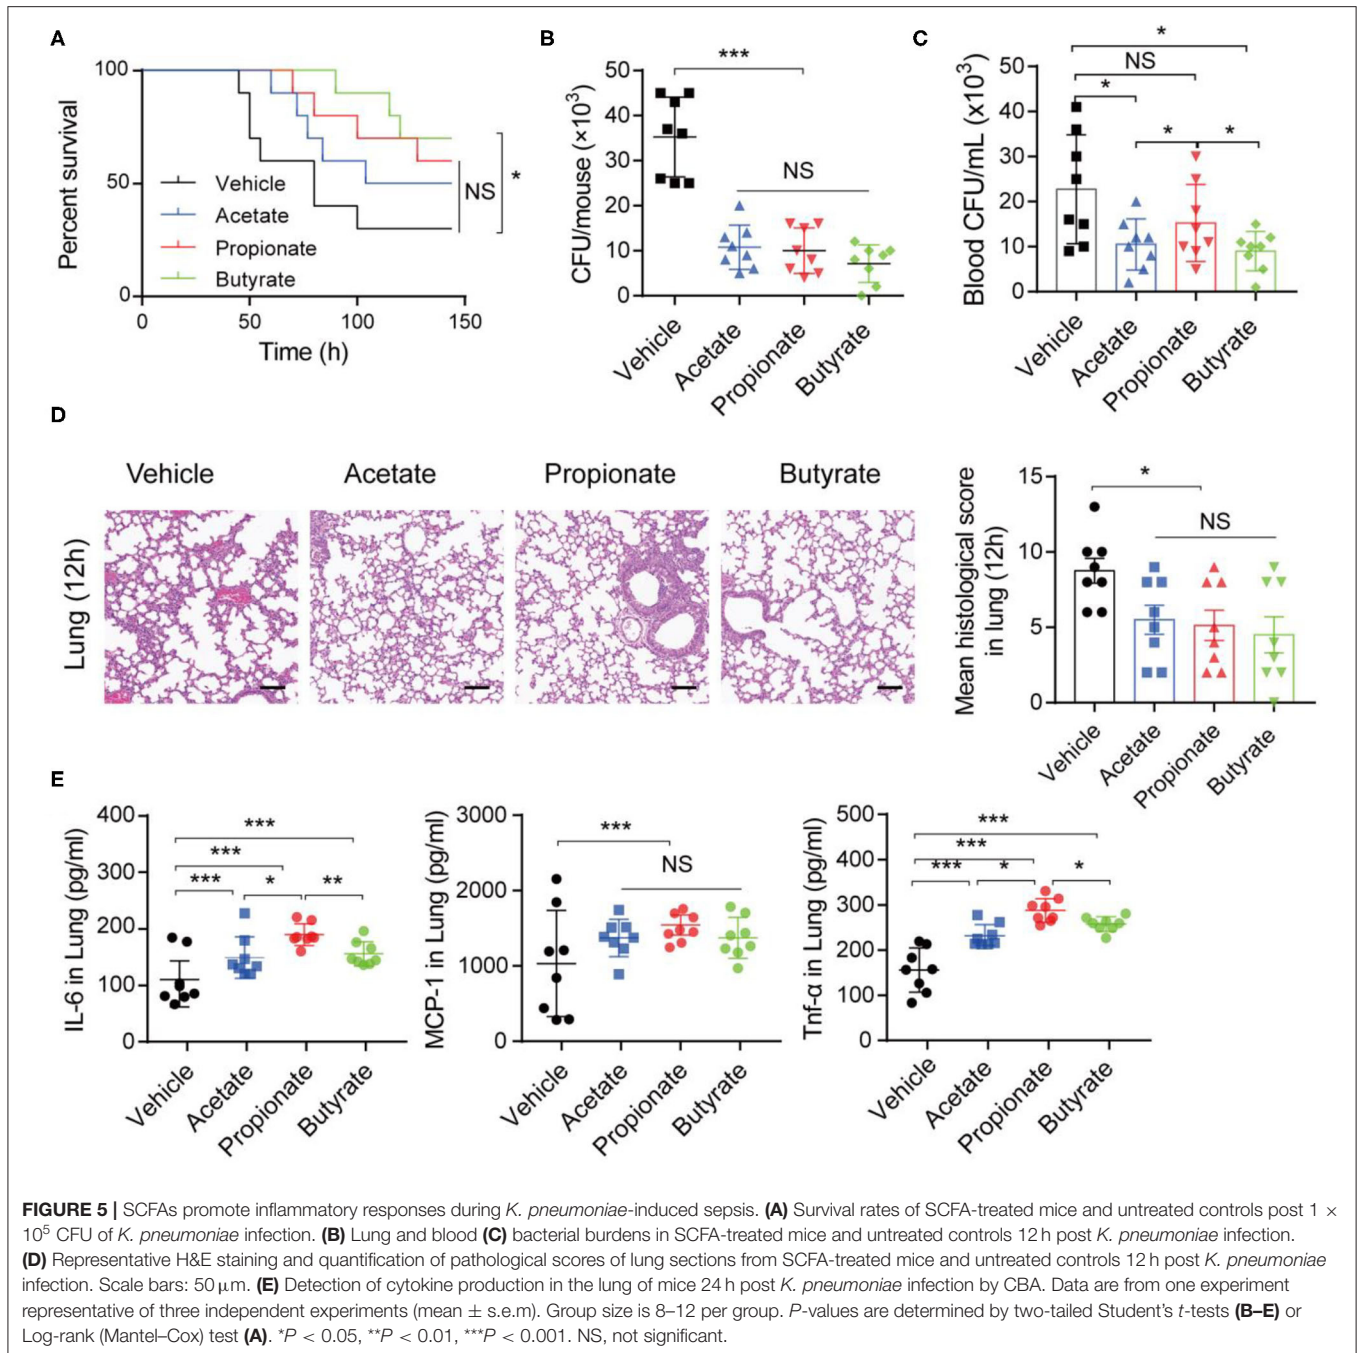 A
Percent survival
100
50
0
0
50
100
150
Time (h)
Vehicle
Acetate
Propionate
Butyrate
NS
*
B
CFU/mouse (×10³)
50
40
30
20
10
0
***
NS
Vehicle
Acetate
Propionate
Butyrate
C
Blood CFU/mL (x10³)
50
40
30
20
10
0
*
NS
*
*
*
Vehicle
Acetate
Propionate
Butyrate
D
Vehicle
Acetate
Propionate
Butyrate
Lung (12h)
Mean histological score
in lung (12h)
15
10
5
0
*
NS
Vehicle
Acetate
Propionate
Butyrate
E
IL-6 in Lung (pg/ml)
400
300
200
100
0
***
***
***
*
**
Vehicle
Acetate
Propionate
Butyrate
MCP-1 in Lung (pg/ml)
3000
2000
1000
0
***
NS
Vehicle
Acetate
Propionate
Butyrate
Tnf-α in Lung (pg/ml)
500
400
300
200
100
0
***
***
***
*
*
Vehicle
Acetate
Propionate
Butyrate
FIGURE 5 | SCFAs promote inflammatory responses during K. pneumoniae-induced sepsis. (A) Survival rates of SCFA-treated mice and untreated controls post 1 ×
10⁵ CFU of K. pneumoniae infection. (B) Lung and blood (C) bacterial burdens in SCFA-treated mice and untreated controls 12 h post K. pneumoniae infection.
(D) Representative H&E staining and quantification of pathological scores of lung sections from SCFA-treated mice and untreated controls 12 h post K. pneumoniae
infection. Scale bars: 50 μm. (E) Detection of cytokine production in the lung of mice 24 h post K. pneumoniae infection by CBA. Data are from one experiment
representative of three independent experiments (mean ± s.e.m). Group size is 8–12 per group. P-values are determined by two-tailed Student's t-tests (B–E) or
Log-rank (Mantel–Cox) test (A). *P < 0.05, **P < 0.01, ***P < 0.001. NS, not significant.